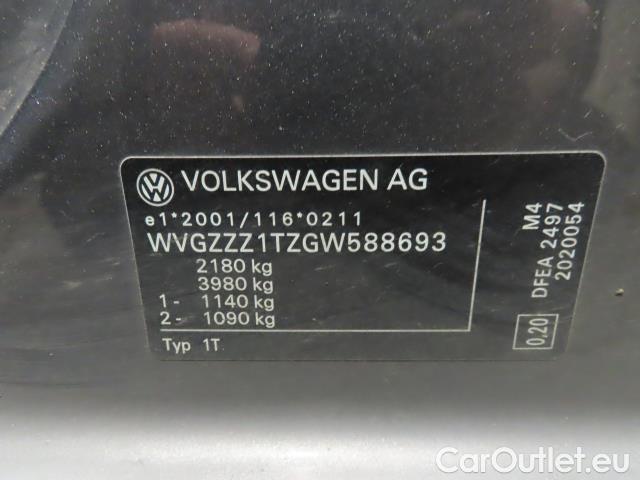 VOLKSWAGEN AG
e1*2001/116*0211
WVGZZZ1TZGW588693
2180 kg
3980 kg
1- 1140 kg
2- 1090 kg
Typ 1T
M4
DFEA 2497
2020054
0,20
CarOutlet.eu